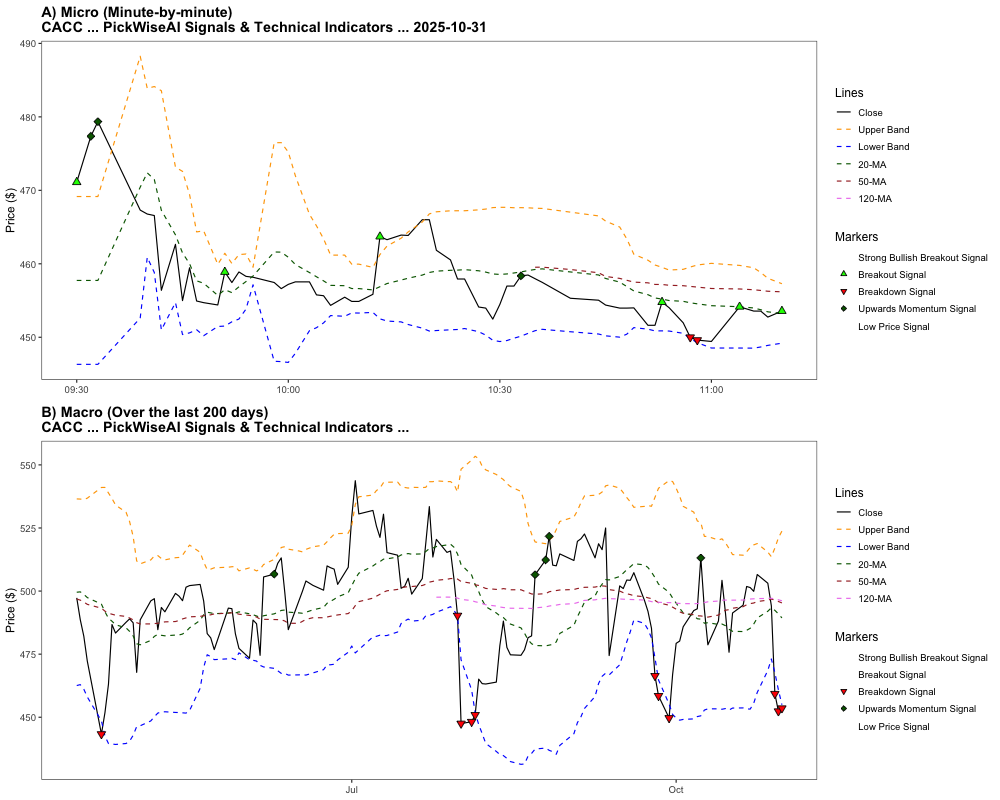 A) Micro (Minute-by-minute)
CACC ... PickWiseAI Signals & Technical Indicators ... 2025-10-31
Price ($)
490
480
470
460
450
09:30
10:00
10:30
11:00
Lines
Close
Upper Band
Lower Band
20-MA
50-MA
120-MA
Markers
Strong Bullish Breakout Signal
Breakout Signal
Breakdown Signal
Upwards Momentum Signal
Low Price Signal
B) Macro (Over the last 200 days)
CACC ... PickWiseAI Signals & Technical Indicators ...
Price ($)
550
525
500
475
450
Jul
Oct
Lines
Close
Upper Band
Lower Band
20-MA
50-MA
120-MA
Markers
Strong Bullish Breakout Signal
Breakout Signal
Breakdown Signal
Upwards Momentum Signal
Low Price Signal